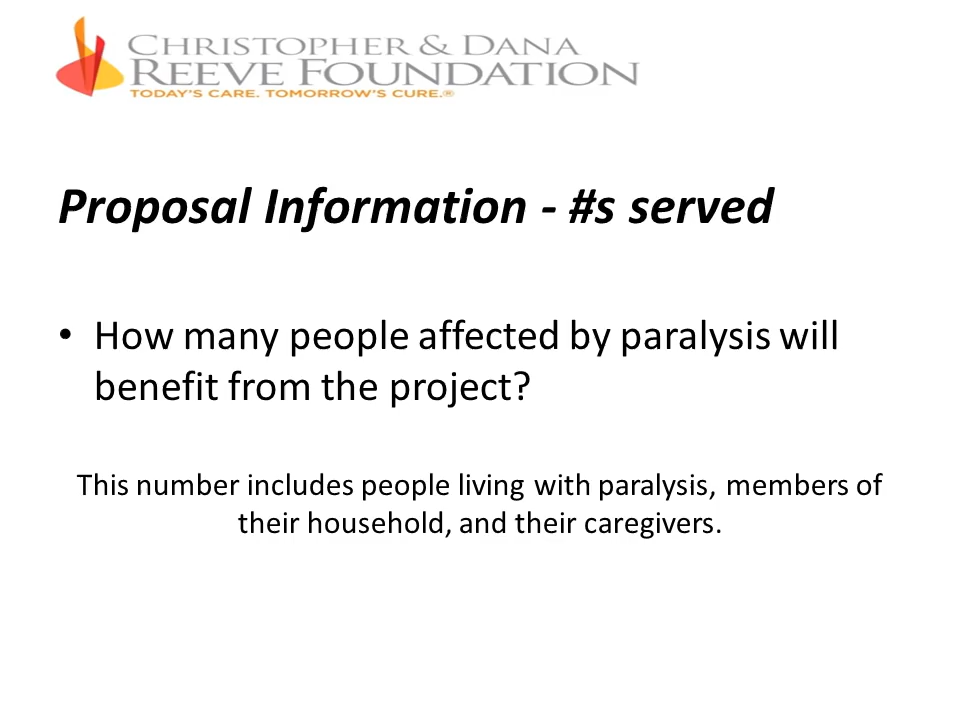 CHRISTOPHER & DANA
REEVE FOUNDATION
TODAY'S CARE. TOMORROW'S CURE.®
Proposal Information - #s served
• How many people affected by paralysis will
benefit from the project?
This number includes people living with paralysis, members of
their household, and their caregivers.